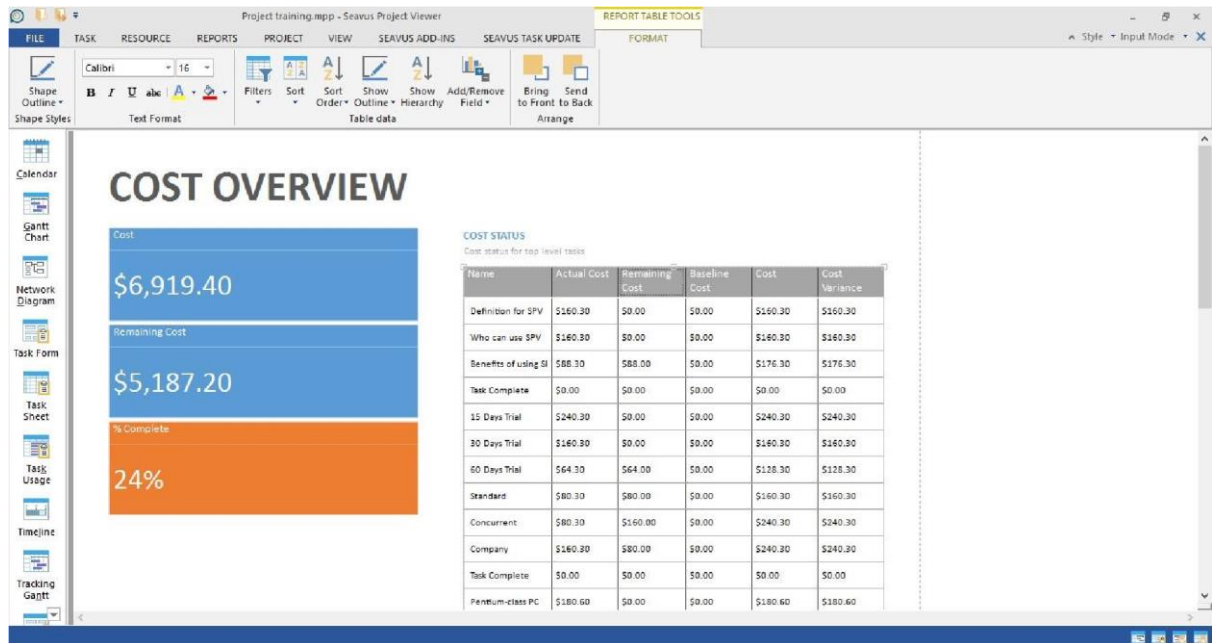 Project training.mpp - Seavus Project Viewer
REPORT TABLE TOOLS
FILE TASK RESOURCE REPORTS PROJECT VIEW SEAVUS ADD-INS SEAVUS TASK UPDATE FORMAT
Style Input Mode
Calibri 16
B I U abc A
Shape Outline
Filters
Sort
Sort Order
Show Outline
Show Hierarchy
Add/Remove Field
Bring to Front
Send to Back
Shape Styles Text Format Table data Arrange
Calendar
Gantt Chart
Network Diagram
Task Form
Task Sheet
Task Usage
Timeline
Tracking Gantt
COST OVERVIEW
Cost
$6,919.40
Remaining Cost
$5,187.20
% Complete
24%
COST STATUS
Cost status for top level tasks
Name Actual Cost Remaining Cost Baseline Cost Cost Cost Variance
Definition for SPV $160.30 $0.00 $0.00 $160.30 $160.30
Who can use SPV $160.30 $0.00 $0.00 $160.30 $160.30
Benefits of using $88.30 $88.00 $0.00 $176.30 $176.30
Task Complete $0.00 $0.00 $0.00 $0.00 $0.00
15 Days Trial $240.30 $0.00 $0.00 $240.30 $240.30
30 Days Trial $160.30 $0.00 $0.00 $160.30 $160.30
60 Days Trial $64.30 $64.00 $0.00 $128.30 $128.30
Standard $80.30 $80.00 $0.00 $160.30 $160.30
Concurrent $80.30 $160.00 $0.00 $240.30 $240.30
Company $160.30 $80.00 $0.00 $240.30 $240.30
Task Complete $0.00 $0.00 $0.00 $0.00 $0.00
Pentium-class PC $180.60 $0.00 $0.00 $180.60 $180.60